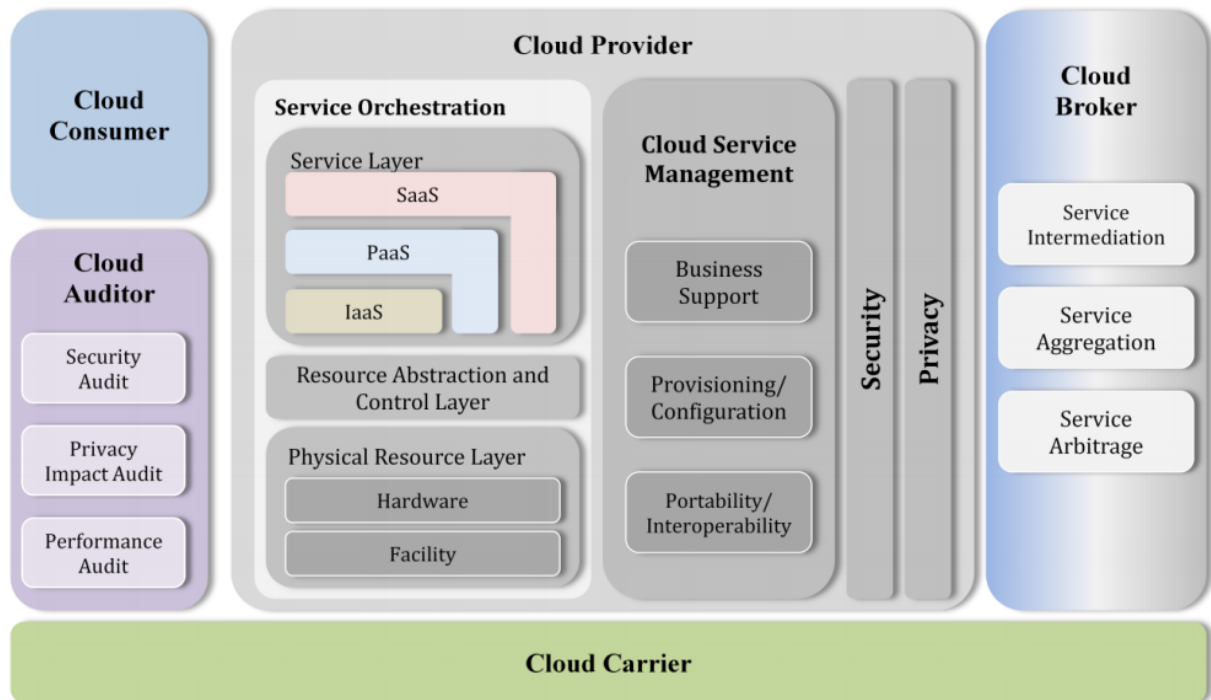 Cloud
Consumer
Cloud
Auditor
Security
Audit
Privacy
Impact Audit
Performance
Audit
Cloud Provider
Service Orchestration
Service Layer
SaaS
PaaS
IaaS
Resource Abstraction and
Control Layer
Physical Resource Layer
Hardware
Facility
Cloud Service
Management
Business
Support
Provisioning/
Configuration
Portability/
Interoperability
Security
Privacy
Cloud
Broker
Service
Intermediation
Service
Aggregation
Service
Arbitrage
Cloud Carrier